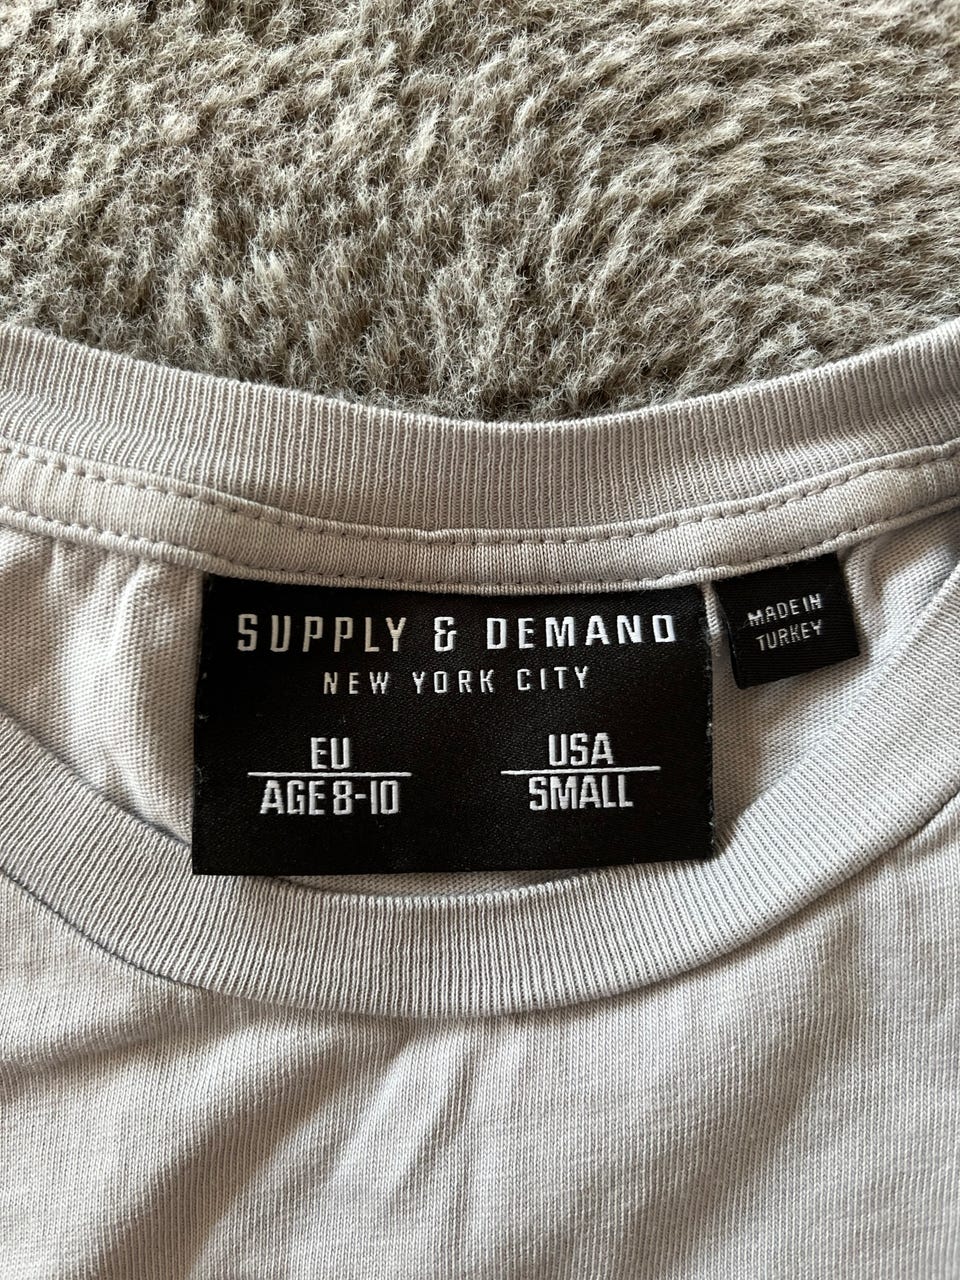 SUPPLY & DEMAND
NEW YORK CITY
EU
AGE 8-10
USA
SMALL
MADE IN
TURKEY